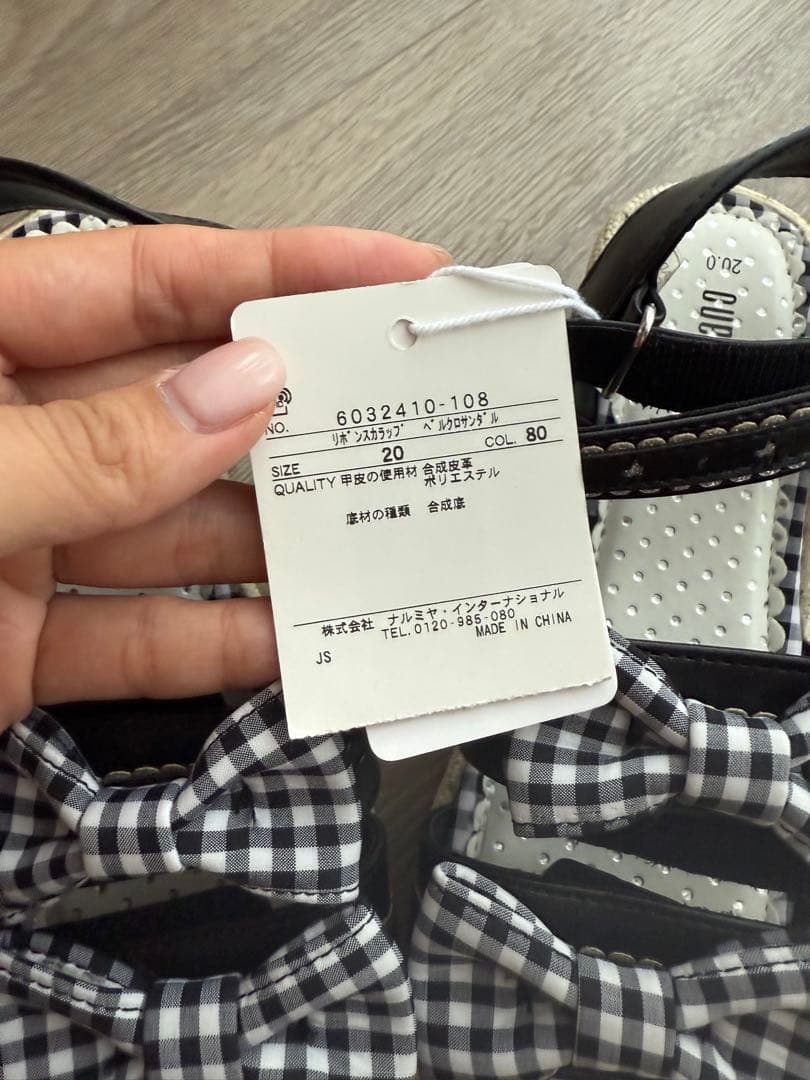 NO. 6032410-108
リボンスカラップ ベルクロサンダル
SIZE 20 COL. 80
QUALITY 甲皮の使用材 合成皮革
ポリエステル
底材の種類 合成底
株式会社 ナルミヤ・インターナショナル
TEL.0120-985-080
MADE IN CHINA
JS
20.0